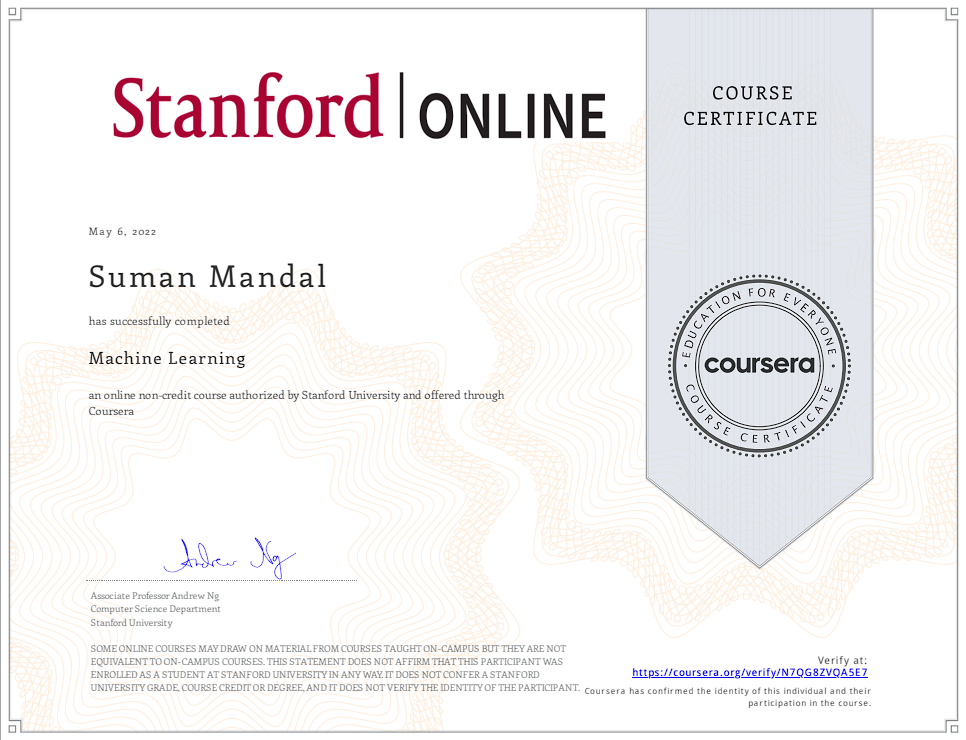 Stanford | ONLINE
COURSE
CERTIFICATE
May 6, 2022
Suman Mandal
has successfully completed
Machine Learning
an online non-credit course authorized by Stanford University and offered through
Coursera
EDUCATION FOR EVERYONE
coursera
COURSE CERTIFICATE
Andrew Ng
Associate Professor Andrew Ng
Computer Science Department
Stanford University
SOME ONLINE COURSES MAY DRAW ON MATERIAL FROM COURSES TAUGHT ON-CAMPUS BUT THEY ARE NOT
EQUIVALENT TO ON-CAMPUS COURSES. THIS STATEMENT DOES NOT AFFIRM THAT THIS PARTICIPANT WAS
ENROLLED AS A STUDENT AT STANFORD UNIVERSITY IN ANY WAY. IT DOES NOT CONFER A STANFORD
UNIVERSITY GRADE, COURSE CREDIT OR DEGREE, AND IT DOES NOT VERIFY THE IDENTITY OF THE PARTICIPANT.
Verify at:
https://coursera.org/verify/N7QG8ZVQA5E7
Coursera has confirmed the identity of this individual and their
participation in the course.